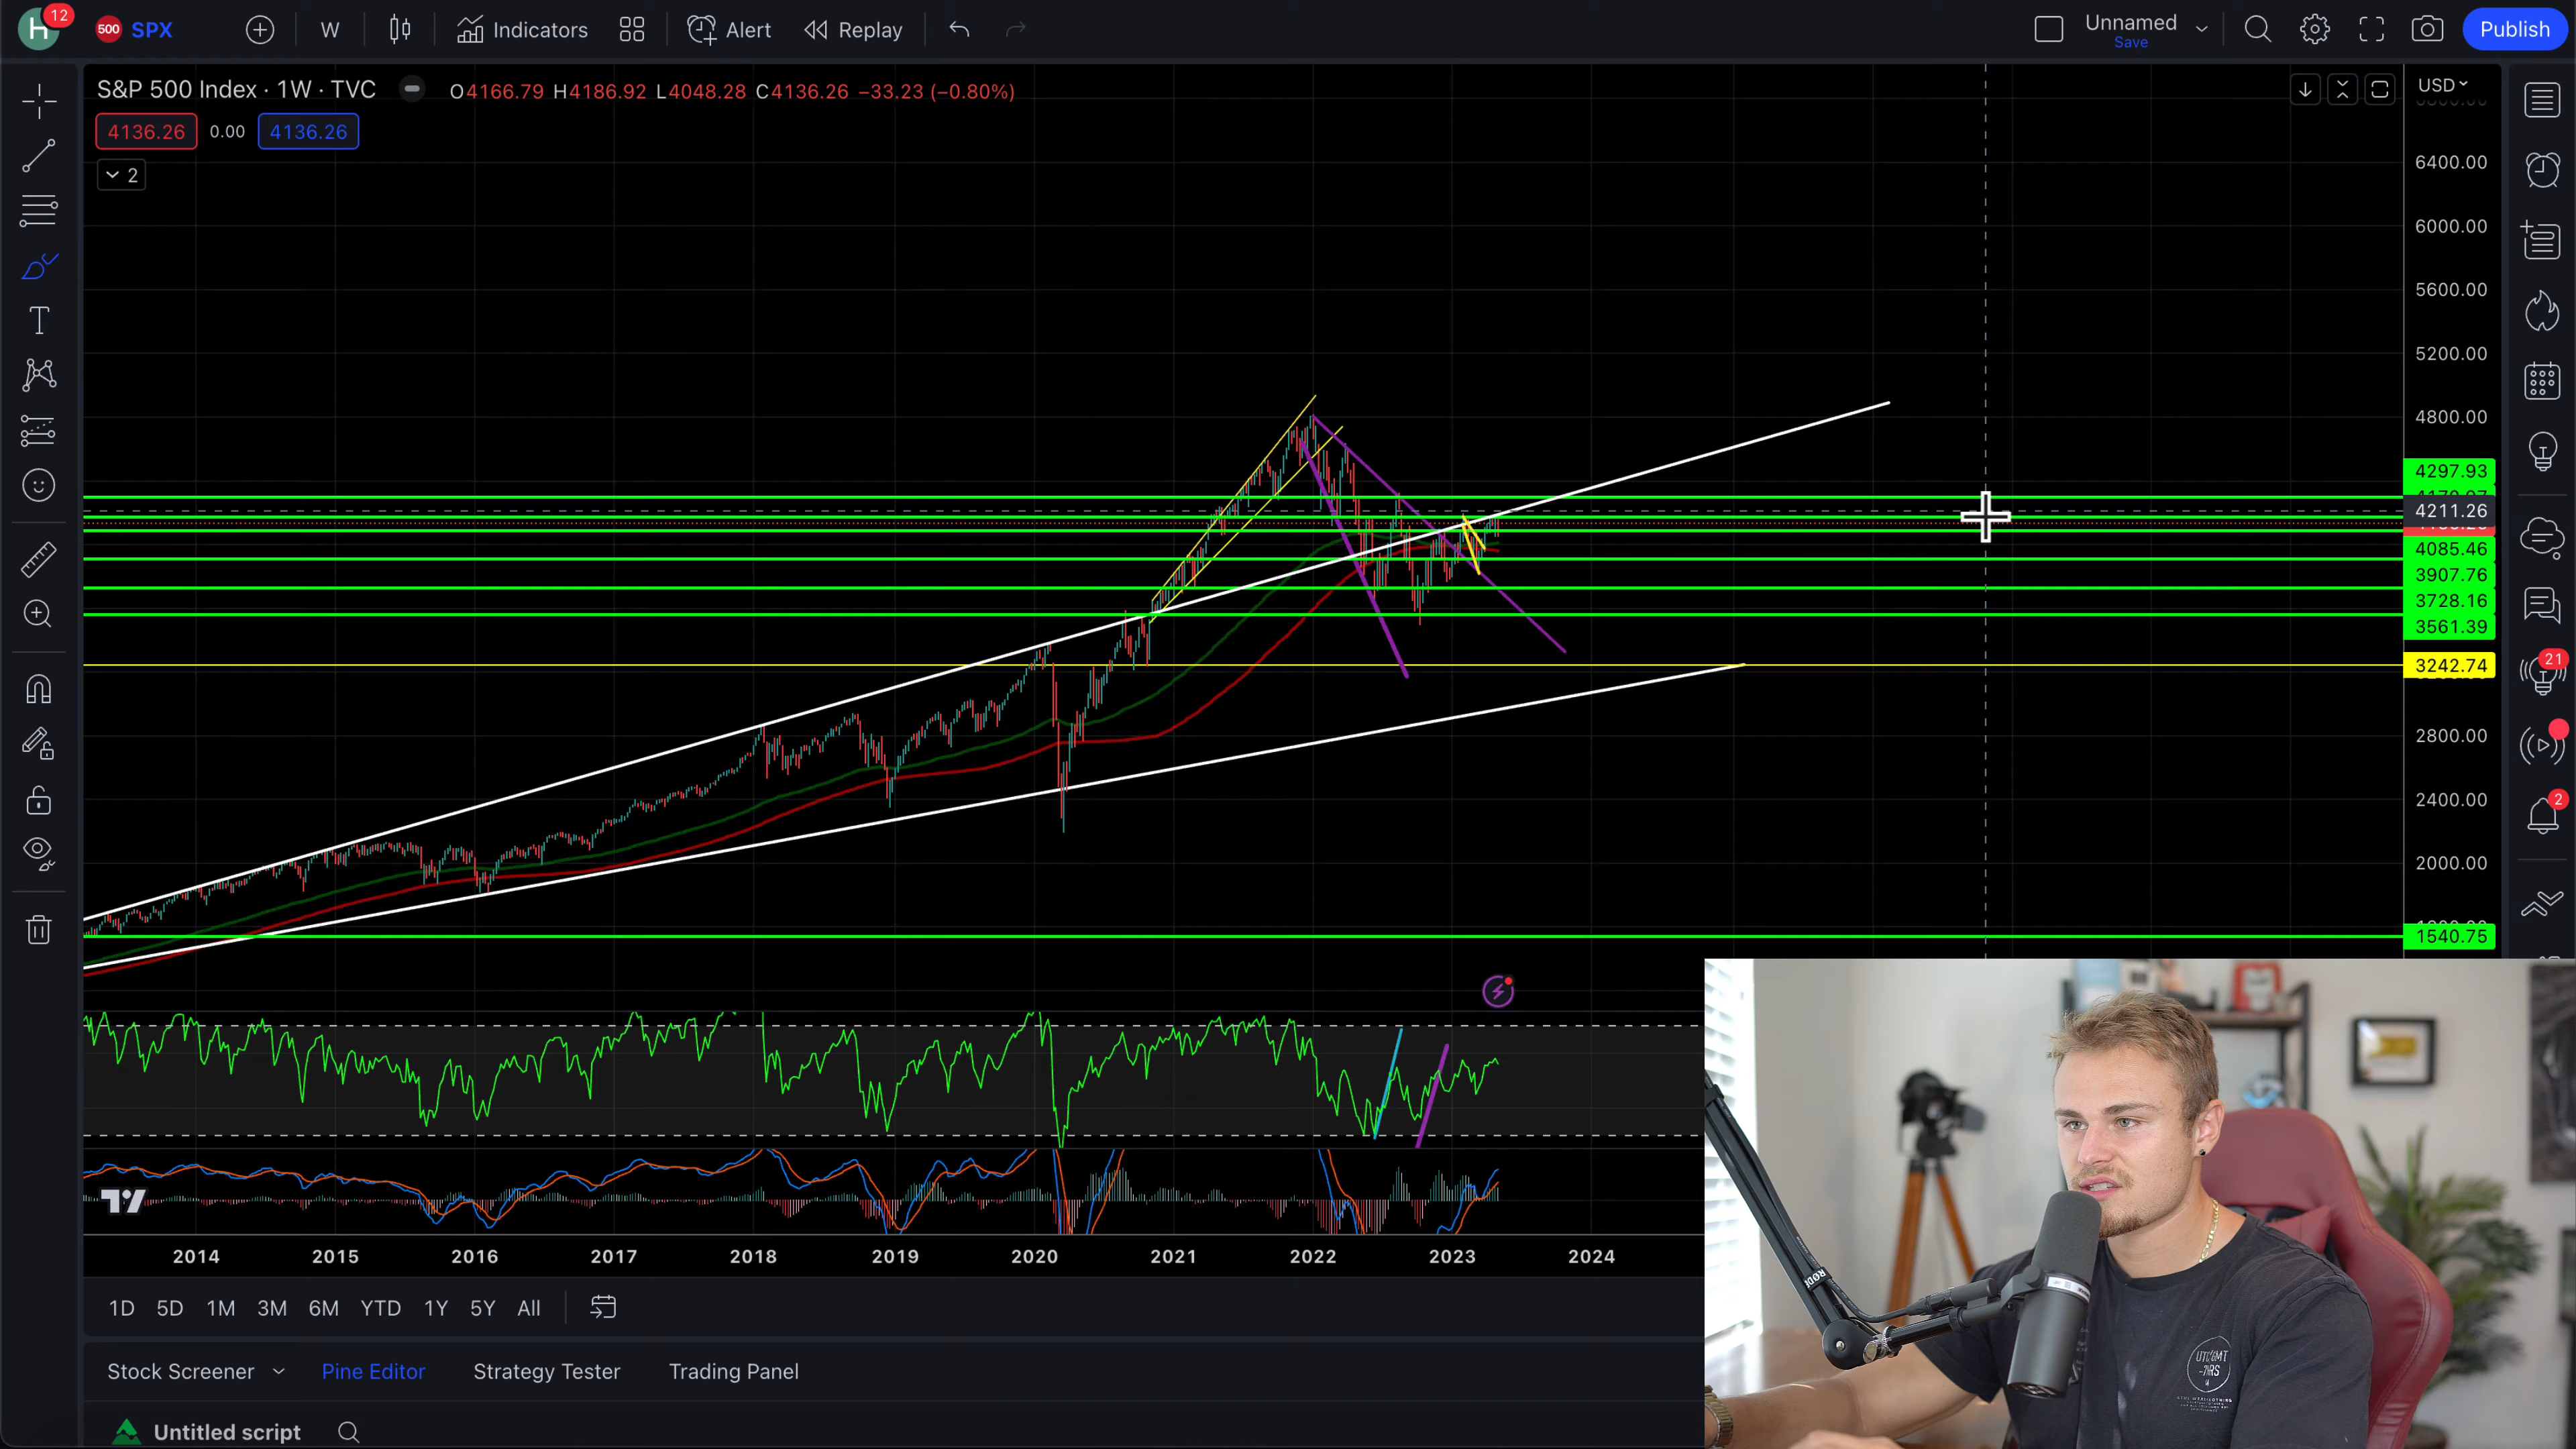 H 12 500 SPX W Indicators Alert Replay Unnamed Save Publish
S&P 500 Index · 1W · TVC O4166.79 H4186.92 L4048.28 C4136.26 −33.23 (−0.80%) USD
4136.26 0.00 4136.26
2
6400.00
6000.00
5600.00
5200.00
4800.00
4297.93
4211.26
4085.46
3907.76
3728.16
3561.39
3242.74
2800.00
2400.00
2000.00
1540.75
21
2
2014 2015 2016 2017 2018 2019 2020 2021 2022 2023 2024
1D 5D 1M 3M 6M YTD 1Y 5Y All
Stock Screener Pine Editor Strategy Tester Trading Panel
Untitled script
RØDE